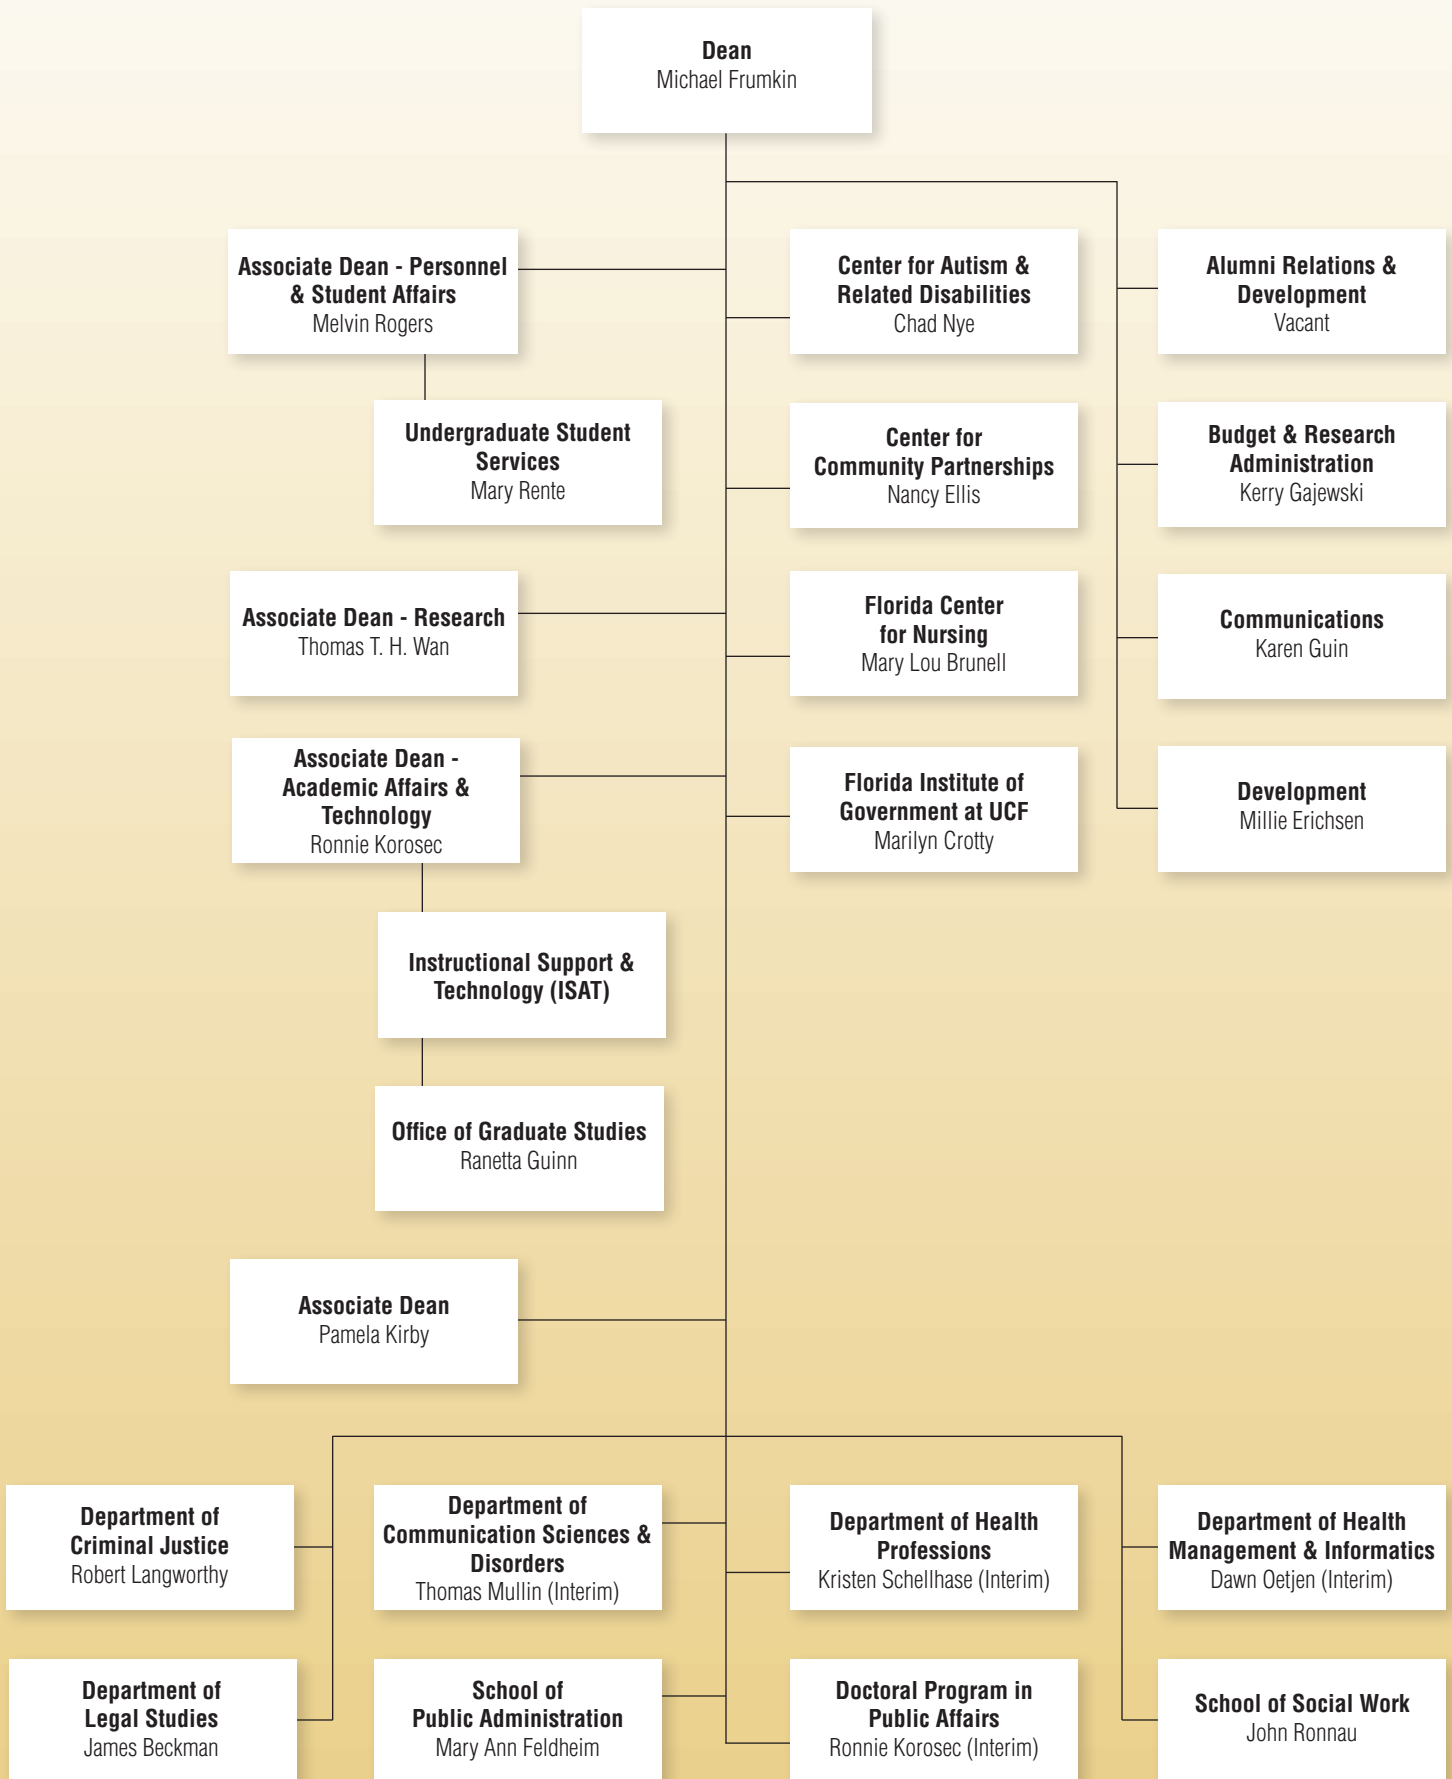 Dean
Michael Frumkin
Associate Dean - Personnel
& Student Affairs
Melvin Rogers
Center for Autism &
Related Disabilities
Chad Nye
Alumni Relations &
Development
Vacant
Undergraduate Student
Services
Mary Rente
Center for
Community Partnerships
Nancy Ellis
Budget & Research
Administration
Kerry Gajewski
Associate Dean - Research
Thomas T. H. Wan
Florida Center
for Nursing
Mary Lou Brunell
Communications
Karen Guin
Associate Dean -
Academic Affairs &
Technology
Ronnie Korosec
Florida Institute of
Government at UCF
Marilyn Crotty
Development
Millie Erichsen
Instructional Support &
Technology (ISAT)
Office of Graduate Studies
Ranetta Guinn
Associate Dean
Pamela Kirby
Department of
Criminal Justice
Robert Langworthy
Department of
Communication Sciences &
Disorders
Thomas Mullin (Interim)
Department of Health
Professions
Kristen Schellhase (Interim)
Department of Health
Management & Informatics
Dawn Oetjen (Interim)
Department of
Legal Studies
James Beckman
School of
Public Administration
Mary Ann Feldheim
Doctoral Program in
Public Affairs
Ronnie Korosec (Interim)
School of Social Work
John Ronnau